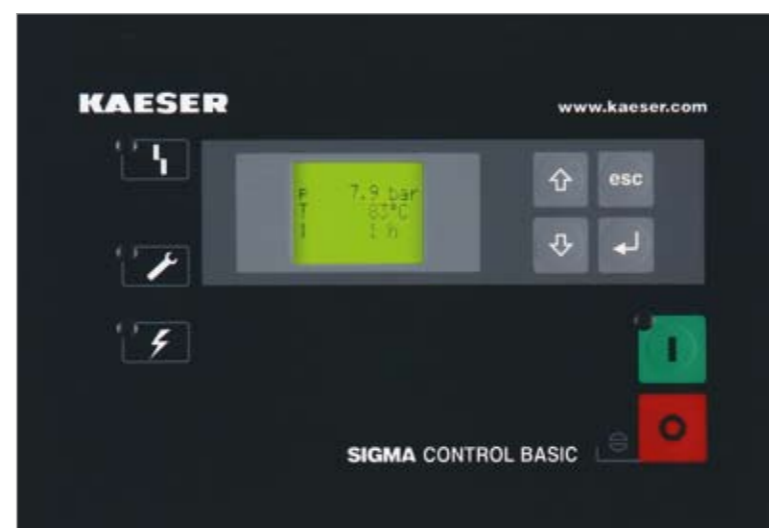 KAESER
www.kaeser.com
P 7.9 bar
T 83°C
1 h
esc
SIGMA CONTROL BASIC